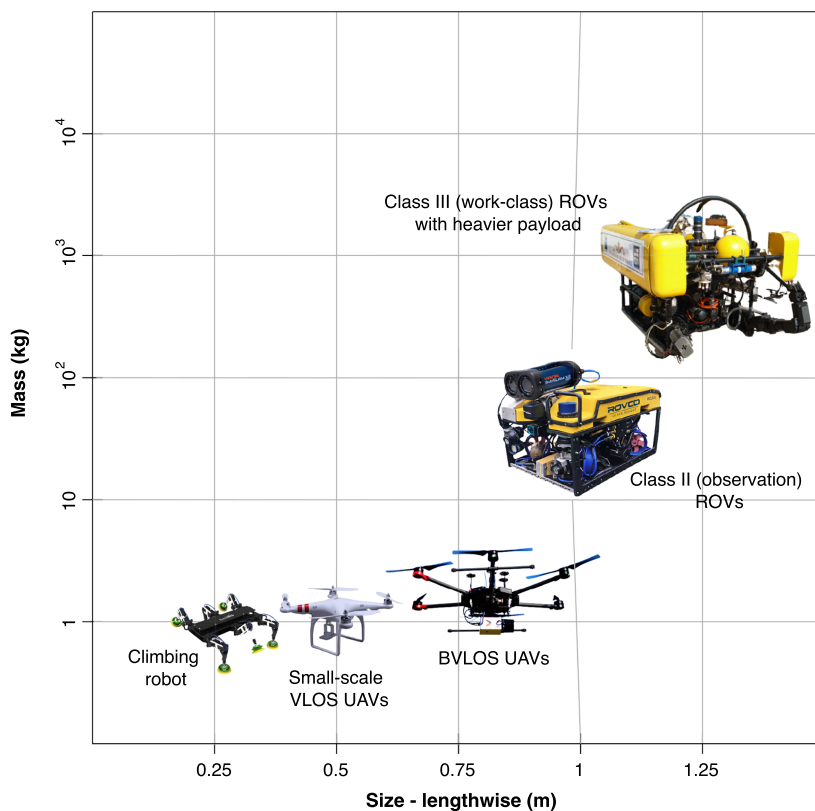 10⁴
Class III (work-class) ROVs
with heavier payload
10³
Mass (kg)
10²
ROVCO
Class II (observation)
ROVs
10
1
Climbing
robot
Small-scale
VLOS UAVs
BVLOS UAVs
0.25
0.5
0.75
1
1.25
Size - lengthwise (m)